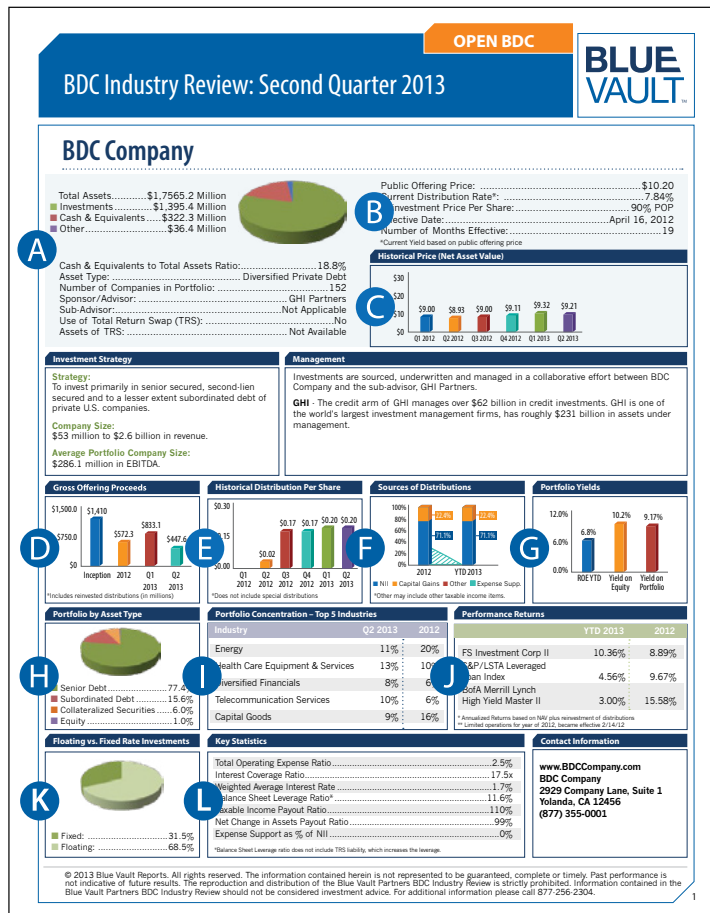 OPEN BDC
BDC Industry Review: Second Quarter 2013
BLUE
VAULT™
BDC Company
Total Assets............$1,7565.2 Million
Investments............$1,395.4 Million
Cash & Equivalents.....$322.3 Million
Other............$36.4 Million
A
Cash & Equivalents to Total Assets Ratio:............18.8%
Asset Type:............Diversified Private Debt
Number of Companies in Portfolio:............152
Sponsor/Advisor:............GHI Partners
Sub-Advisor:............Not Applicable
Use of Total Return Swap (TRS):............No
Assets of TRS:............Not Available
Public Offering Price:............$10.20
Current Distribution Rate*:............7.84%
B
Investment Price Per Share:............90% POP
Effective Date:............April 16, 2012
Number of Months Effective:............19
*Current Yield based on public offering price
Historical Price (Net Asset Value)
C
$30
$20
$10
$0
$9.00 $8.93 $9.00 $9.11 $9.32 $9.21
Q1 2012 Q2 2012 Q3 2012 Q4 2012 Q1 2013 Q2 2013
Investment Strategy
Strategy:
To invest primarily in senior secured, second-lien
secured and to a lesser extent subordinated debt of
private U.S. companies.
Company Size:
$53 million to $2.6 billion in revenue.
Average Portfolio Company Size:
$286.1 million in EBITDA.
Management
Investments are sourced, underwritten and managed in a collaborative effort between BDC
Company and the sub-advisor, GHI Partners.
GHI - The credit arm of GHI manages over $62 billion in credit investments. GHI is one of
the world's largest investment management firms, has roughly $231 billion in assets under
management.
Gross Offering Proceeds
D
$1,500.0
$750.0
$0
$1,410 $572.3 $833.1 $447.6
Inception 2012 Q1 Q2
2013 2013
*Includes reinvested distributions (in millions)
Historical Distribution Per Share
E
$0.30
.15
$0.00
$0.02 $0.17 $0.17 $0.20 $0.20
Q1 Q2 Q3 Q4 Q1 Q2
2012 2012 2012 2012 2013 2013
*Does not include special distributions
Sources of Distributions
F
100%
80%
60%
40%
20%
0%
22.4% 22.4%
71.1% 71.1%
2012 YTD 2013
NII Capital Gains Other Expense Supp.
*Other may include other taxable income items.
Portfolio Yields
G
12.0%
6.0%
0.0%
6.8% 10.2% 9.17%
ROE YTD Yield on Yield on
Equity Portfolio
Portfolio by Asset Type
H
Senior Debt............77.4%
Subordinated Debt............15.6%
Collateralized Securities............6.0%
Equity............1.0%
Portfolio Concentration – Top 5 Industries
I
Industry Q2 2013 2012
Energy 11% 20%
Health Care Equipment & Services 13% 10%
Diversified Financials 8% 6
Telecommunication Services 10% 6%
Capital Goods 9% 16%
Performance Returns
J
YTD 2013 2012
FS Investment Corp II 10.36% 8.89%
S&P/LSTA Leveraged
Loan Index 4.56% 9.67%
BofA Merrill Lynch
High Yield Master II 3.00% 15.58%
* Annualized Returns based on NAV plus reinvestment of distributions
** Limited operations for year of 2012, became effective 2/14/12
Floating vs. Fixed Rate Investments
K
Fixed:............31.5%
Floating:............68.5%
Key Statistics
L
Total Operating Expense Ratio............2.5%
Interest Coverage Ratio............17.5x
Weighted Average Interest Rate............1.7%
Balance Sheet Leverage Ratio*............11.6%
Taxable Income Payout Ratio............110%
Net Change in Assets Payout Ratio............99%
Expense Support as % of NII............0%
*Balance Sheet Leverage ratio does not include TRS liability, which increases the leverage.
Contact Information
www.BDCCompany.com
BDC Company
2929 Company Lane, Suite 1
Yolanda, CA 12456
(877) 355-0001
© 2013 Blue Vault Reports. All rights reserved. The information contained herein is not represented to be guaranteed, complete or timely. Past performance is
not indicative of future results. The reproduction and distribution of the Blue Vault Partners BDC Industry Review is strictly prohibited. Information contained in the
Blue Vault Partners BDC Industry Review should not be considered investment advice. For additional information please call 877-256-2304.
1